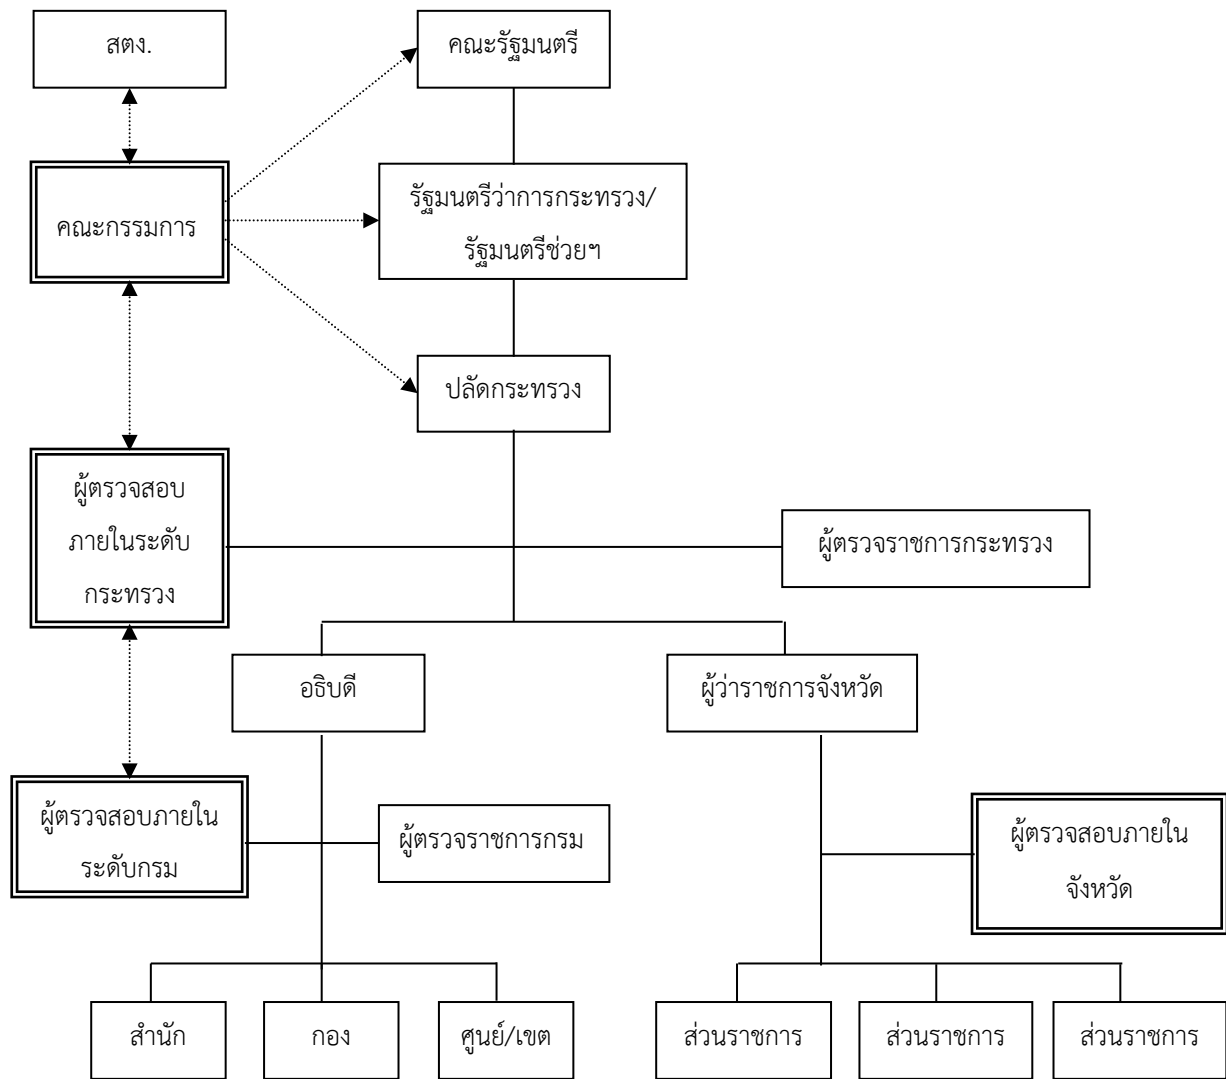 สตง.
คณะรัฐมนตรี
คณะกรรมการ
รัฐมนตรีว่าการกระทรวง/
รัฐมนตรีช่วยฯ
ปลัดกระทรวง
ผู้ตรวจสอบ
ภายในระดับ
กระทรวง
ผู้ตรวจราชการกระทรวง
อธิบดี
ผู้ว่าราชการจังหวัด
ผู้ตรวจสอบภายใน
ระดับกรม
ผู้ตรวจราชการกรม
ผู้ตรวจสอบภายใน
จังหวัด
สำนัก
กอง
ศูนย์/เขต
ส่วนราชการ
ส่วนราชการ
ส่วนราชการ